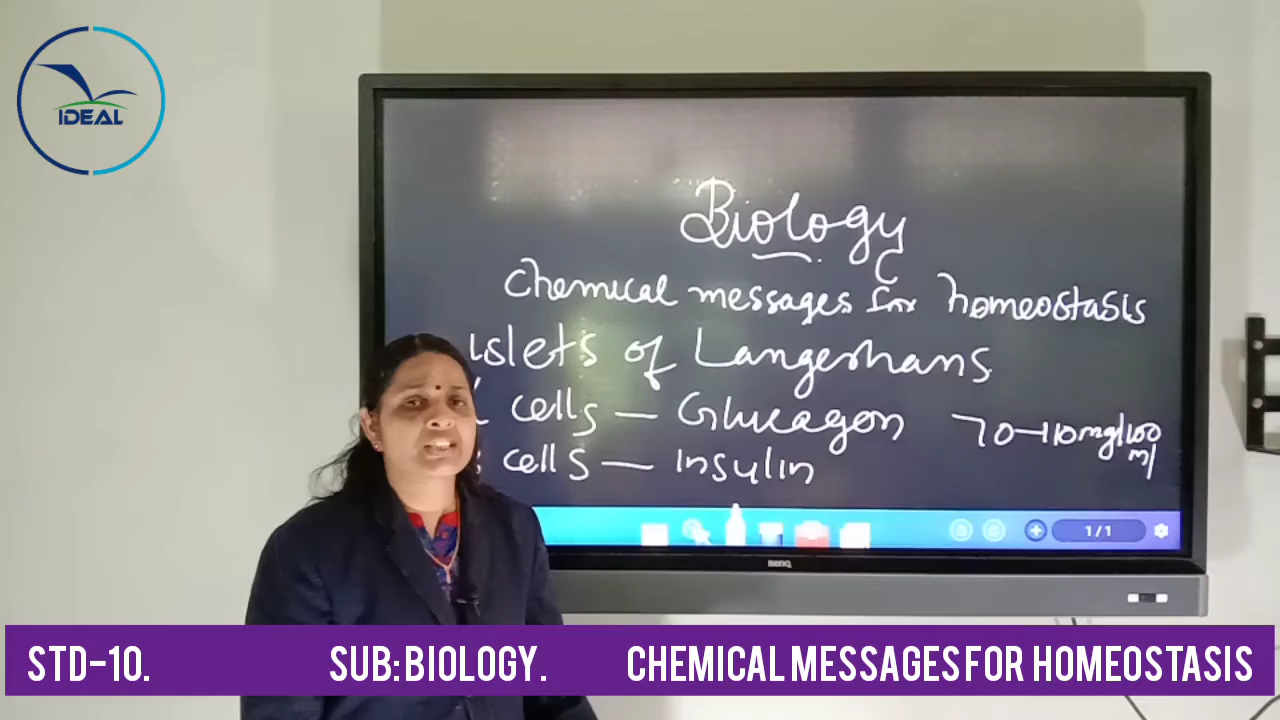 IDEAL
Biology
Chemical messages for homeostasis
islets of Langerhans
cells — Glucagon 70-110mg/100
ml
cells — insulin
1/1
BenQ
STD-10. SUB: BIOLOGY. CHEMICAL MESSAGES FOR HOMEOSTASIS